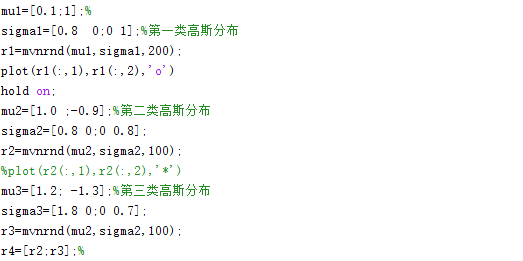 mu1=[0.1;1];%
sigma1=[0.8  0;0 1];%第一类高斯分布
r1=mvnrnd(mu1,sigma1,200);
plot(r1(:,1),r1(:,2),'o')
hold on;
mu2=[1.0 ;-0.9];%第二类高斯分布
sigma2=[0.8 0;0 0.8];
r2=mvnrnd(mu2,sigma2,100);
%plot(r2(:,1),r2(:,2),'*')
mu3=[1.2; -1.3];%第三类高斯分布
sigma3=[1.8 0;0 0.7];
r3=mvnrnd(mu2,sigma2,100);
r4=[r2;r3];%